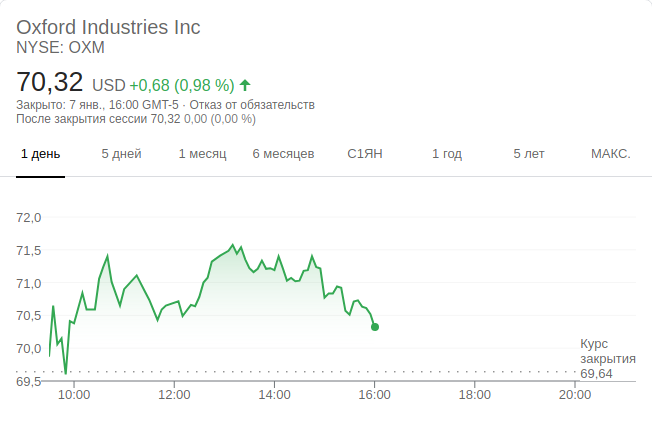 Oxford Industries Inc
NYSE: OXM
70,32 USD +0,68 (0,98 %)
Закрыто: 7 янв., 16:00 GMT-5 · Отказ от обязательств
После закрытия сессии 70,32 0,00 (0,00 %)
1 день 5 дней 1 месяц 6 месяцев С1ЯН 1 год 5 лет МАКС.
72,0
71,5
71,0
70,5
70,0
69,5
Курс
закрытия
69,64
10:00 12:00 14:00 16:00 18:00 20:00